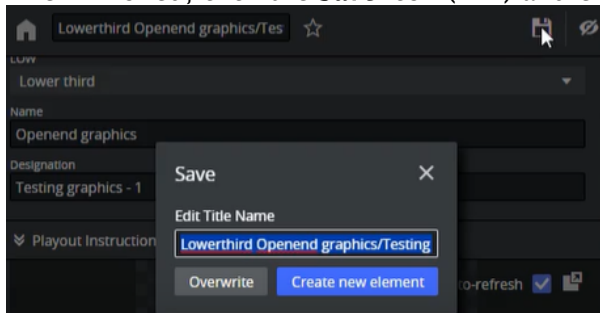 Lowerthird Openend graphics/Tes
LOW
Lower third
Name
Openend graphics
Designation
Testing graphics - 1
Playout Instruction
Save
Edit Title Name
Lowerthird Openend graphics/Testing
Overwrite
Create new element
to-refresh